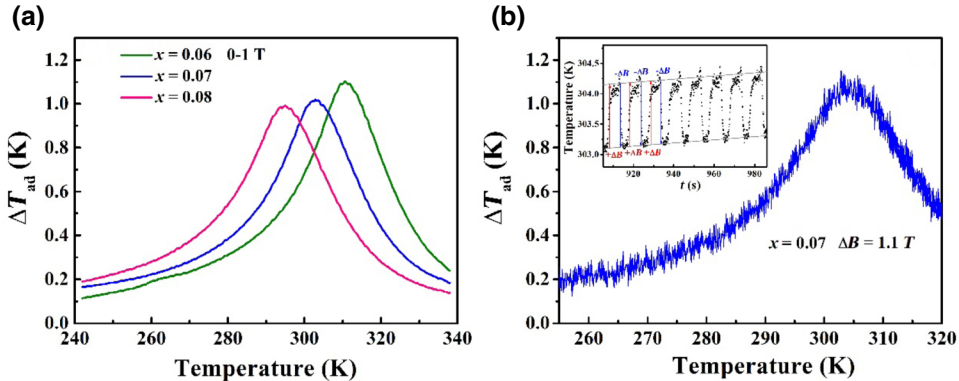 (a)
x = 0.06 0-1 T
x = 0.07
x = 0.08
ΔTad (K)
1.2
1.0
0.8
0.6
0.4
0.2
0.0
240 260 280 300 320 340
Temperature (K)
(b)
ΔTad (K)
1.2
1.0
0.8
0.6
0.4
0.2
0.0
-ΔB -ΔB -ΔB
Temperature (K)
304.5
304.0
303.5
303.0
+ΔB +ΔB +ΔB
920 940 960 980
t (s)
x = 0.07 ΔB = 1.1 T
260 270 280 290 300 310 320
Temperature (K)